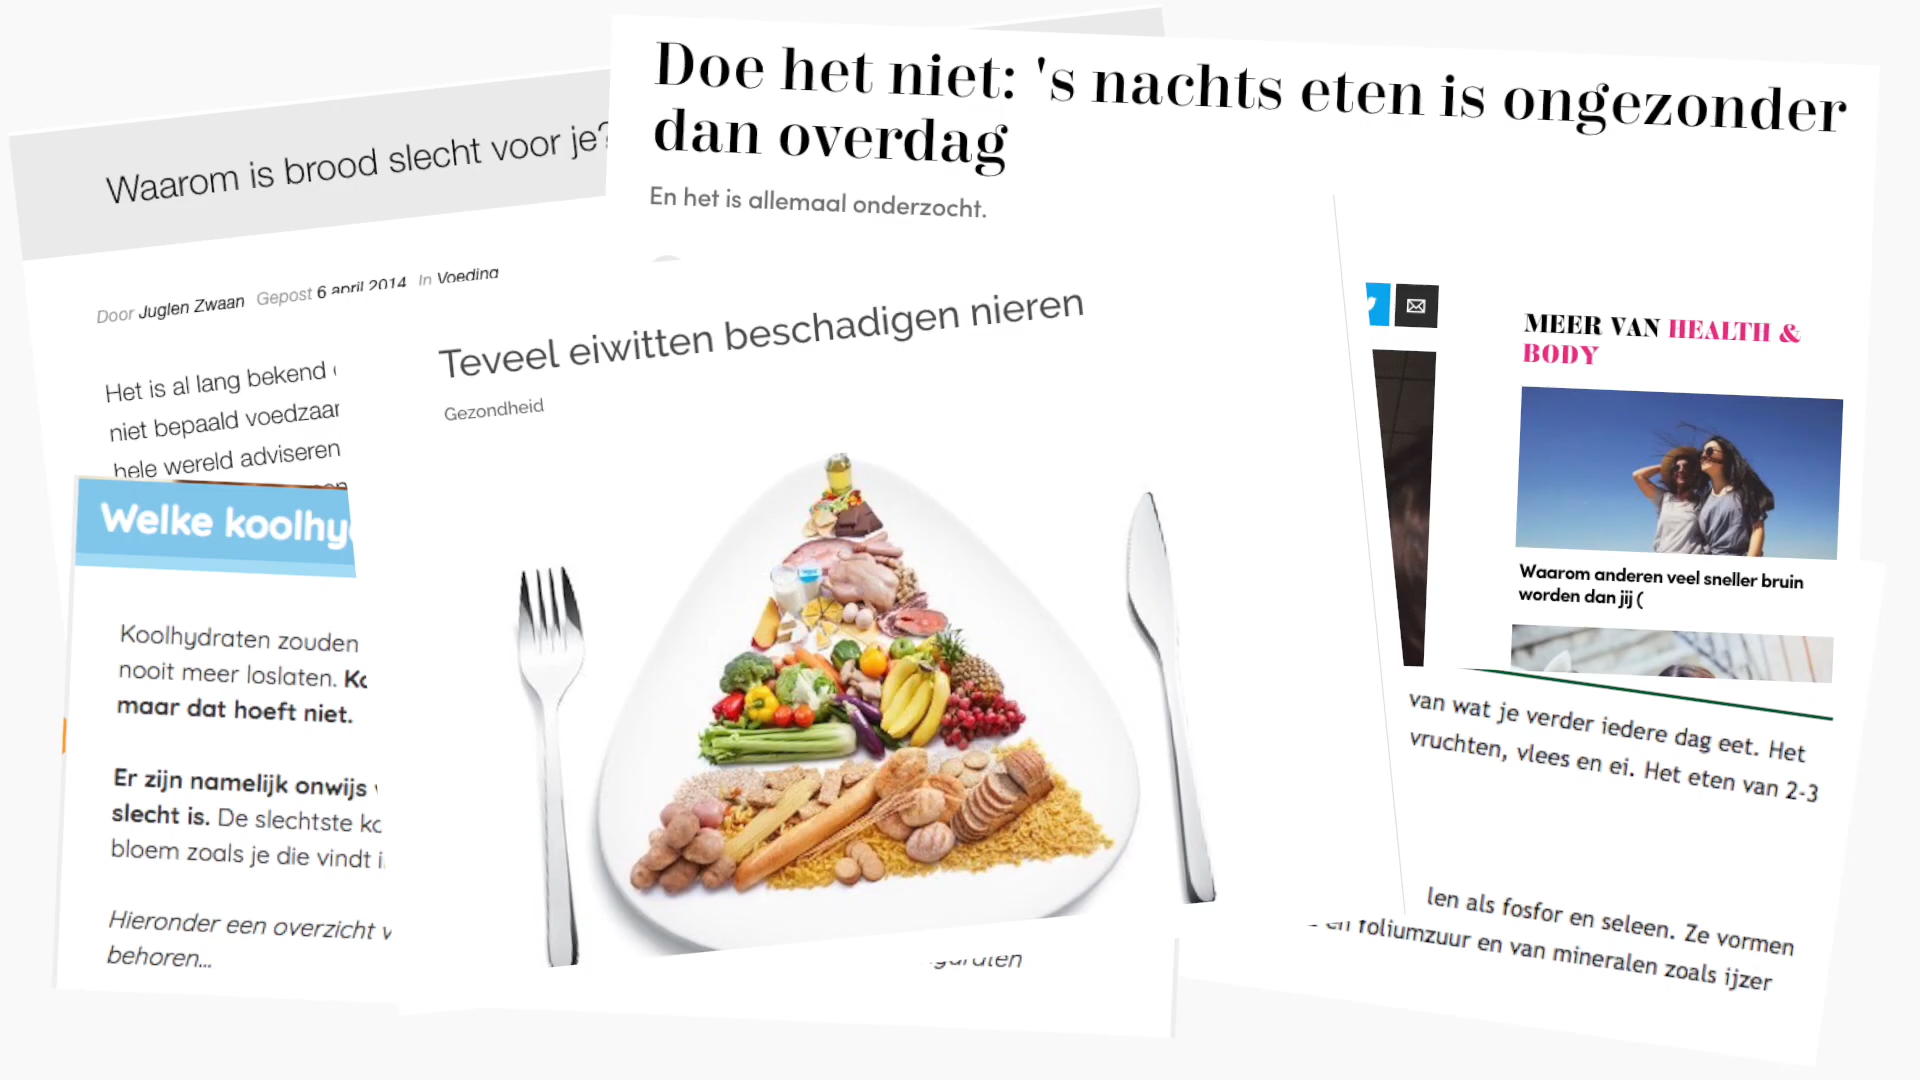 Doe het niet: 's nachts eten is ongezonder
dan overdag
En het is allemaal onderzocht.
Waarom is brood slecht voor je?
Door Juglen Zwaan Gepost 6 april 2014 In Voeding
Het is al lang bekend
niet bepaald voedzaam
hele wereld adviseren
Teveel eiwitten beschadigen nieren
Gezondheid
Welke koolhy
Koolhydraten zouden
nooit meer loslaten.
maar dat hoeft niet.
Er zijn namelijk onwijs
slecht is. De slechtste
bloem zoals je die vindt
Hieronder een overzicht
behoren...
MEER VAN HEALTH &
BODY
Waarom anderen veel sneller bruin
worden dan jij (
van wat je verder iedere dag eet. Het
vruchten, vlees en ei. Het eten van 2-3
len als fosfor en seleen. Ze vormen
en foliumzuur en van mineralen zoals ijzer